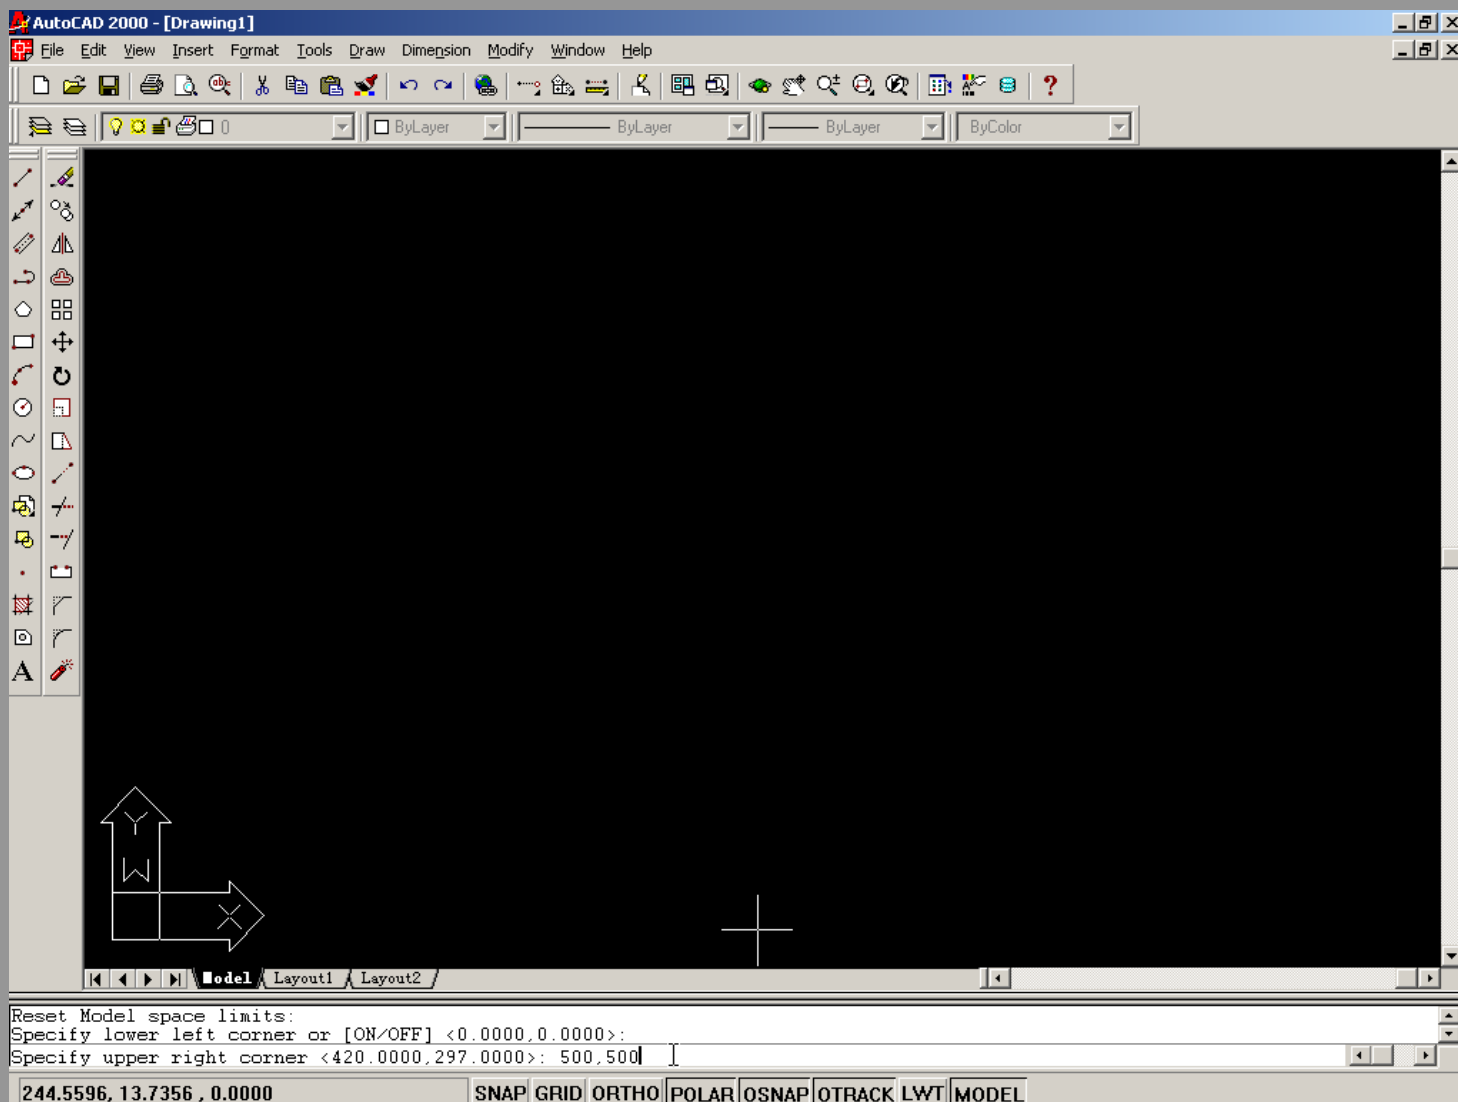 AutoCAD 2000 - [Drawing1]
File Edit View Insert Format Tools Draw Dimension Modify Window Help
0 ByLayer ByLayer ByLayer ByColor
A
Y
W
X
Model Layout1 Layout2
Reset Model space limits:
Specify lower left corner or [ON/OFF] <0.0000,0.0000>:
Specify upper right corner <420.0000,297.0000>: 500,500
244.5596, 13.7356 , 0.0000 SNAP GRID ORTHO POLAR OSNAP OTRACK LWT MODEL